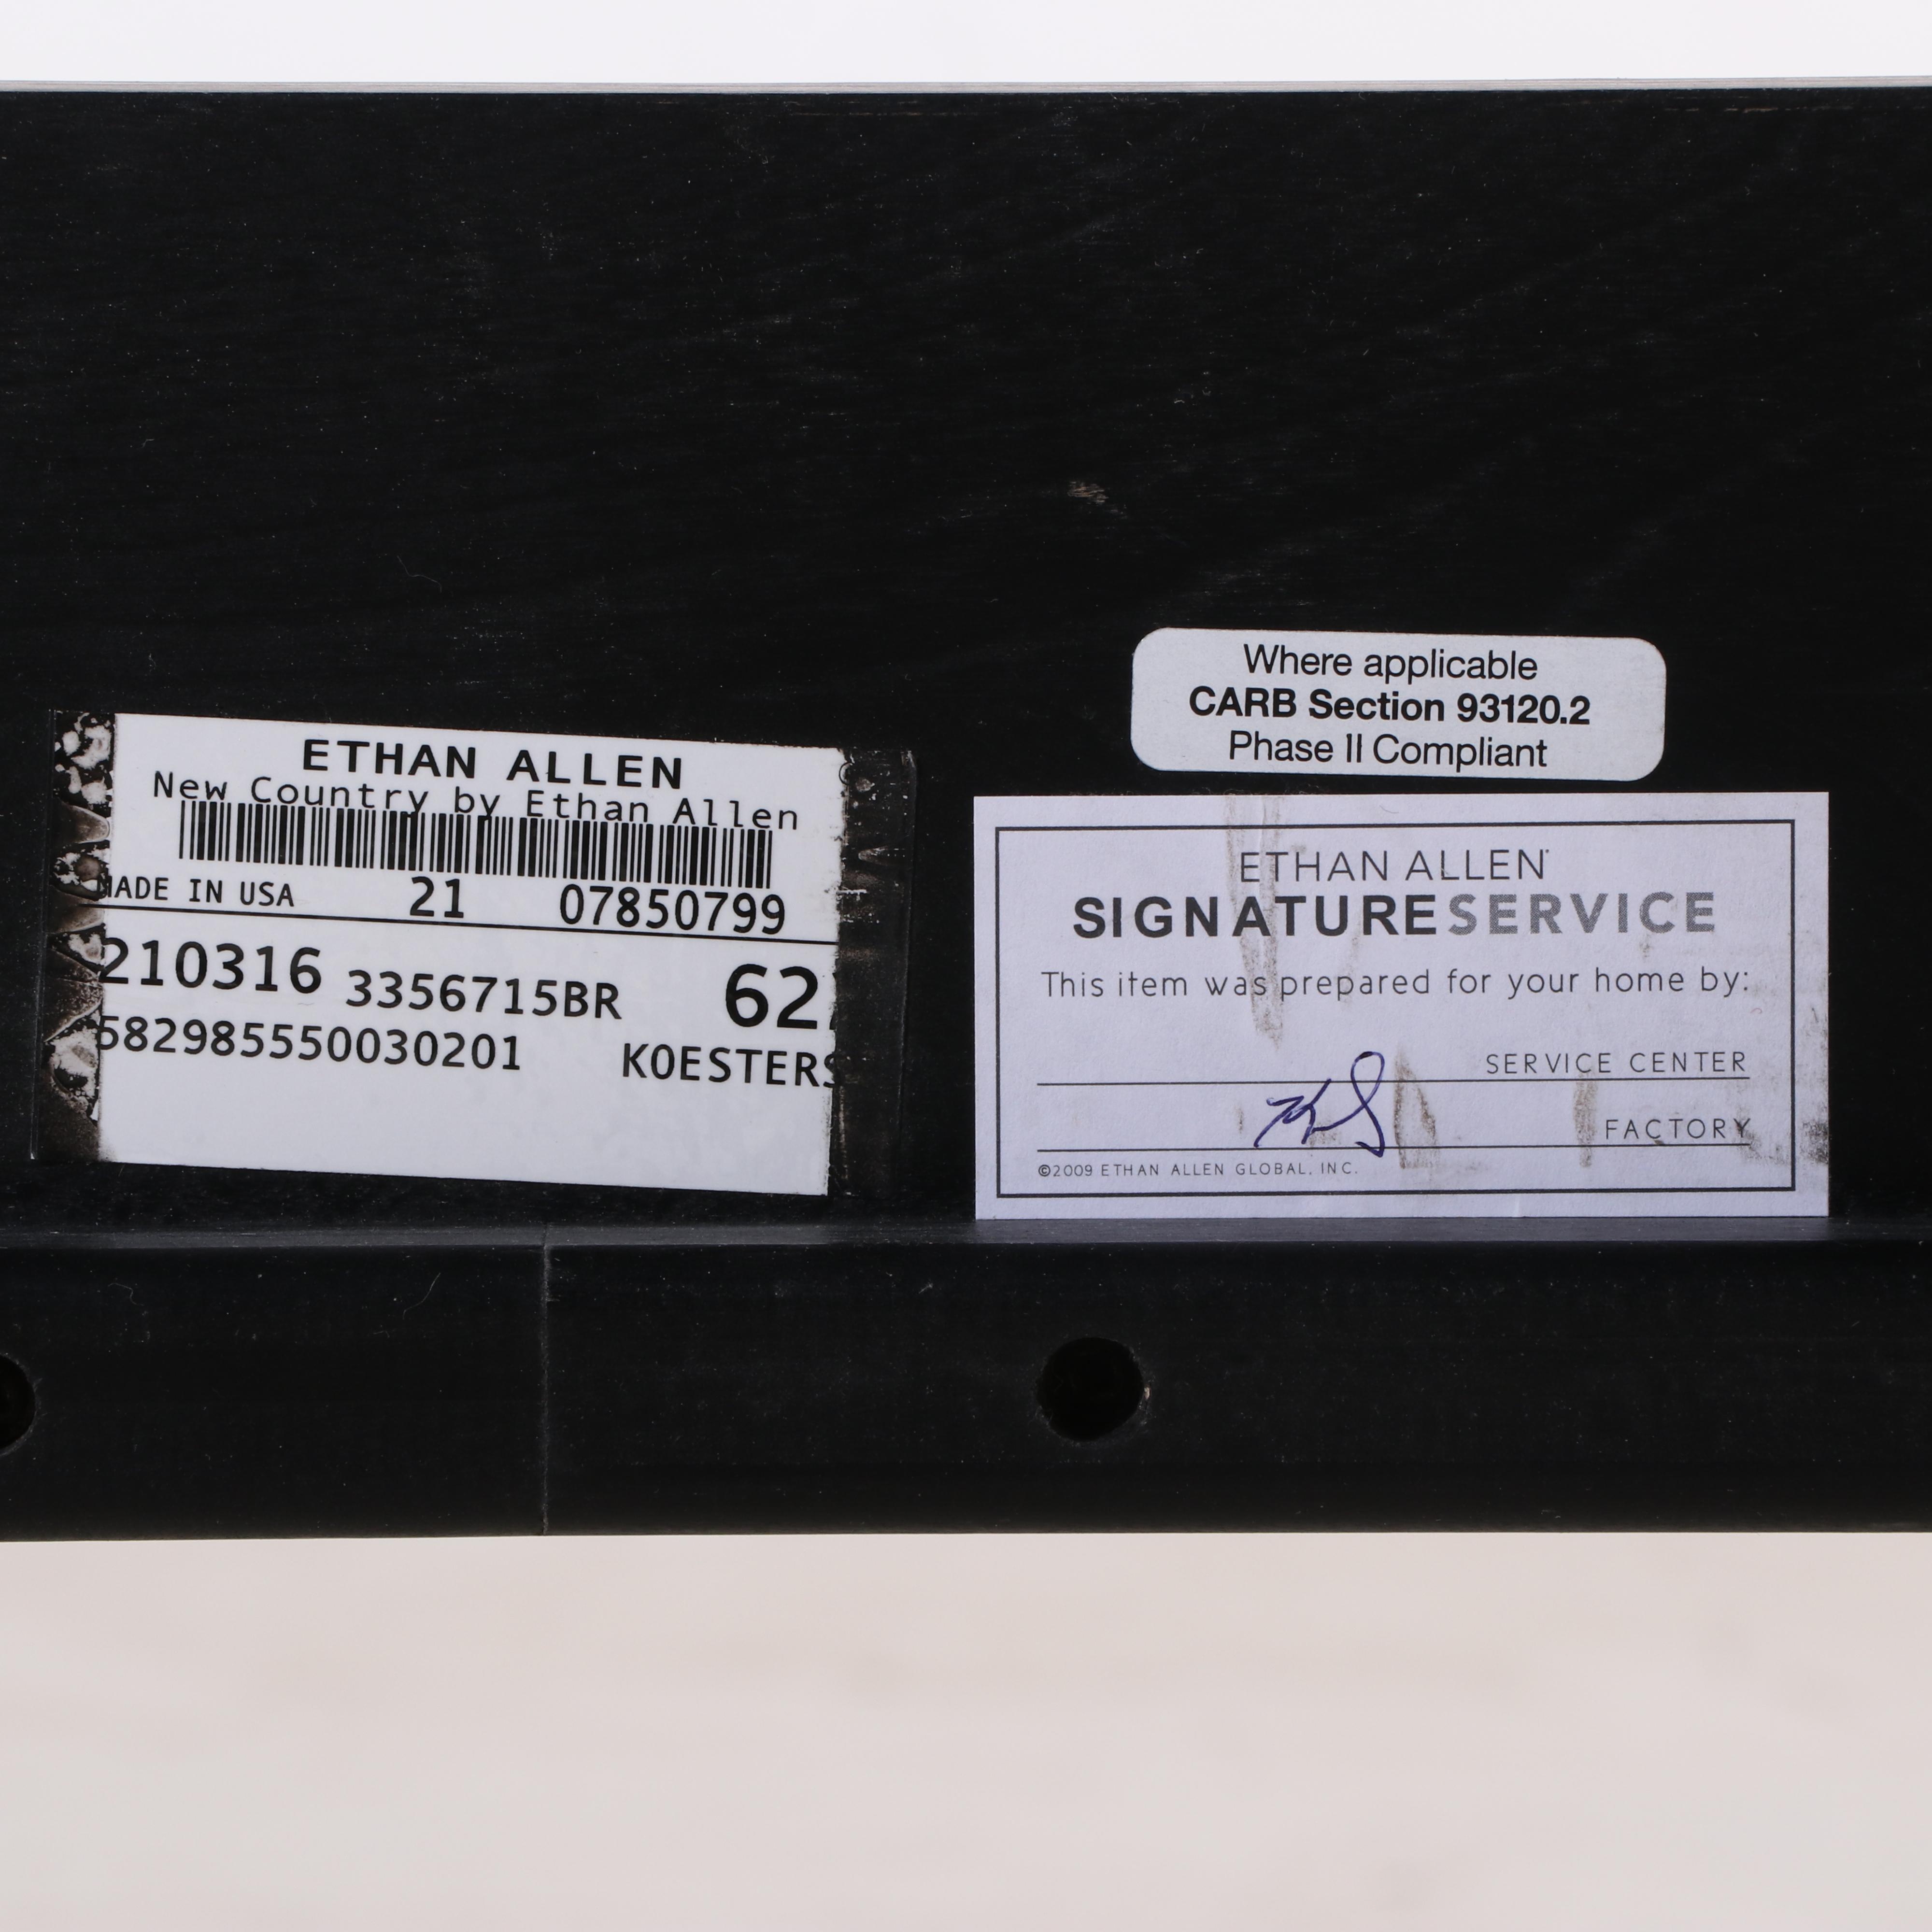 ETHAN ALLEN
New Country by Ethan Allen
MADE IN USA 21 07850799
210316 3356715BR 62
582985550030201 KOESTERS
Where applicable
CARB Section 93120.2
Phase II Compliant
ETHAN ALLEN
SIGNATURESERVICE
This item was prepared for your home by:
SERVICE CENTER
FACTORY
©2009 ETHAN ALLEN GLOBAL, INC.